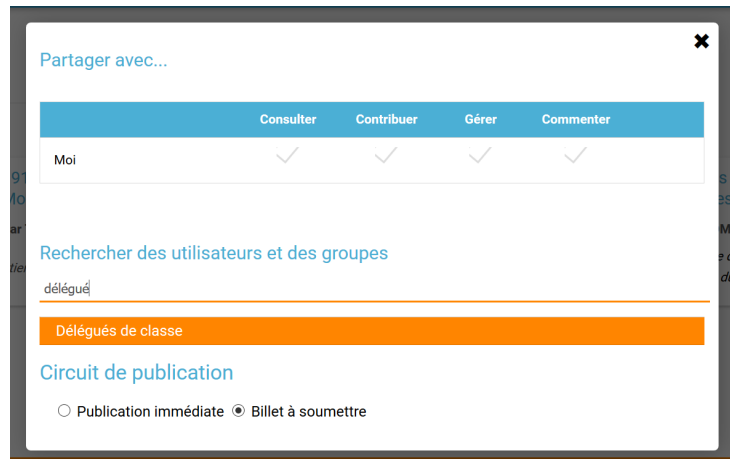 ✖
Partager avec...
Consulter Contribuer Gérer Commenter
Moi
Rechercher des utilisateurs et des groupes
délégué
Délégués de classe
Circuit de publication
Publication immédiate Billet à soumettre